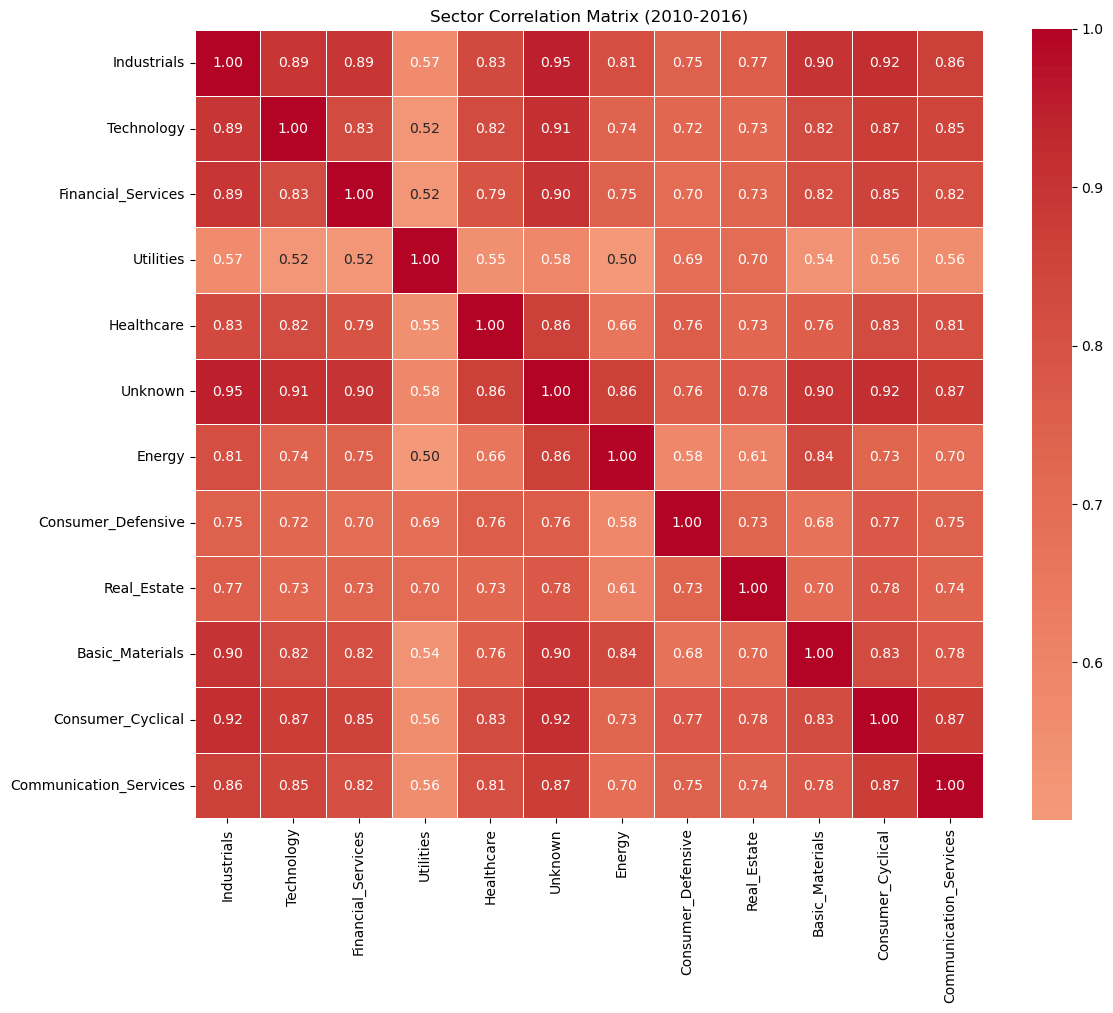 Sector Correlation Matrix (2010-2016)
Industrials 1.00 0.89 0.89 0.57 0.83 0.95 0.81 0.75 0.77 0.90 0.92 0.86
Technology 0.89 1.00 0.83 0.52 0.82 0.91 0.74 0.72 0.73 0.82 0.87 0.85
Financial_Services 0.89 0.83 1.00 0.52 0.79 0.90 0.75 0.70 0.73 0.82 0.85 0.82
Utilities 0.57 0.52 0.52 1.00 0.55 0.58 0.50 0.69 0.70 0.54 0.56 0.56
Healthcare 0.83 0.82 0.79 0.55 1.00 0.86 0.66 0.76 0.73 0.76 0.83 0.81
Unknown 0.95 0.91 0.90 0.58 0.86 1.00 0.86 0.76 0.78 0.90 0.92 0.87
Energy 0.81 0.74 0.75 0.50 0.66 0.86 1.00 0.58 0.61 0.84 0.73 0.70
Consumer_Defensive 0.75 0.72 0.70 0.69 0.76 0.76 0.58 1.00 0.73 0.68 0.77 0.75
Real_Estate 0.77 0.73 0.73 0.70 0.73 0.78 0.61 0.73 1.00 0.70 0.78 0.74
Basic_Materials 0.90 0.82 0.82 0.54 0.76 0.90 0.84 0.68 0.70 1.00 0.83 0.78
Consumer_Cyclical 0.92 0.87 0.85 0.56 0.83 0.92 0.73 0.77 0.78 0.83 1.00 0.87
Communication_Services 0.86 0.85 0.82 0.56 0.81 0.87 0.70 0.75 0.74 0.78 0.87 1.00
Industrials
Technology
Financial_Services
Utilities
Healthcare
Unknown
Energy
Consumer_Defensive
Real_Estate
Basic_Materials
Consumer_Cyclical
Communication_Services
1.0
0.9
0.8
0.7
0.6